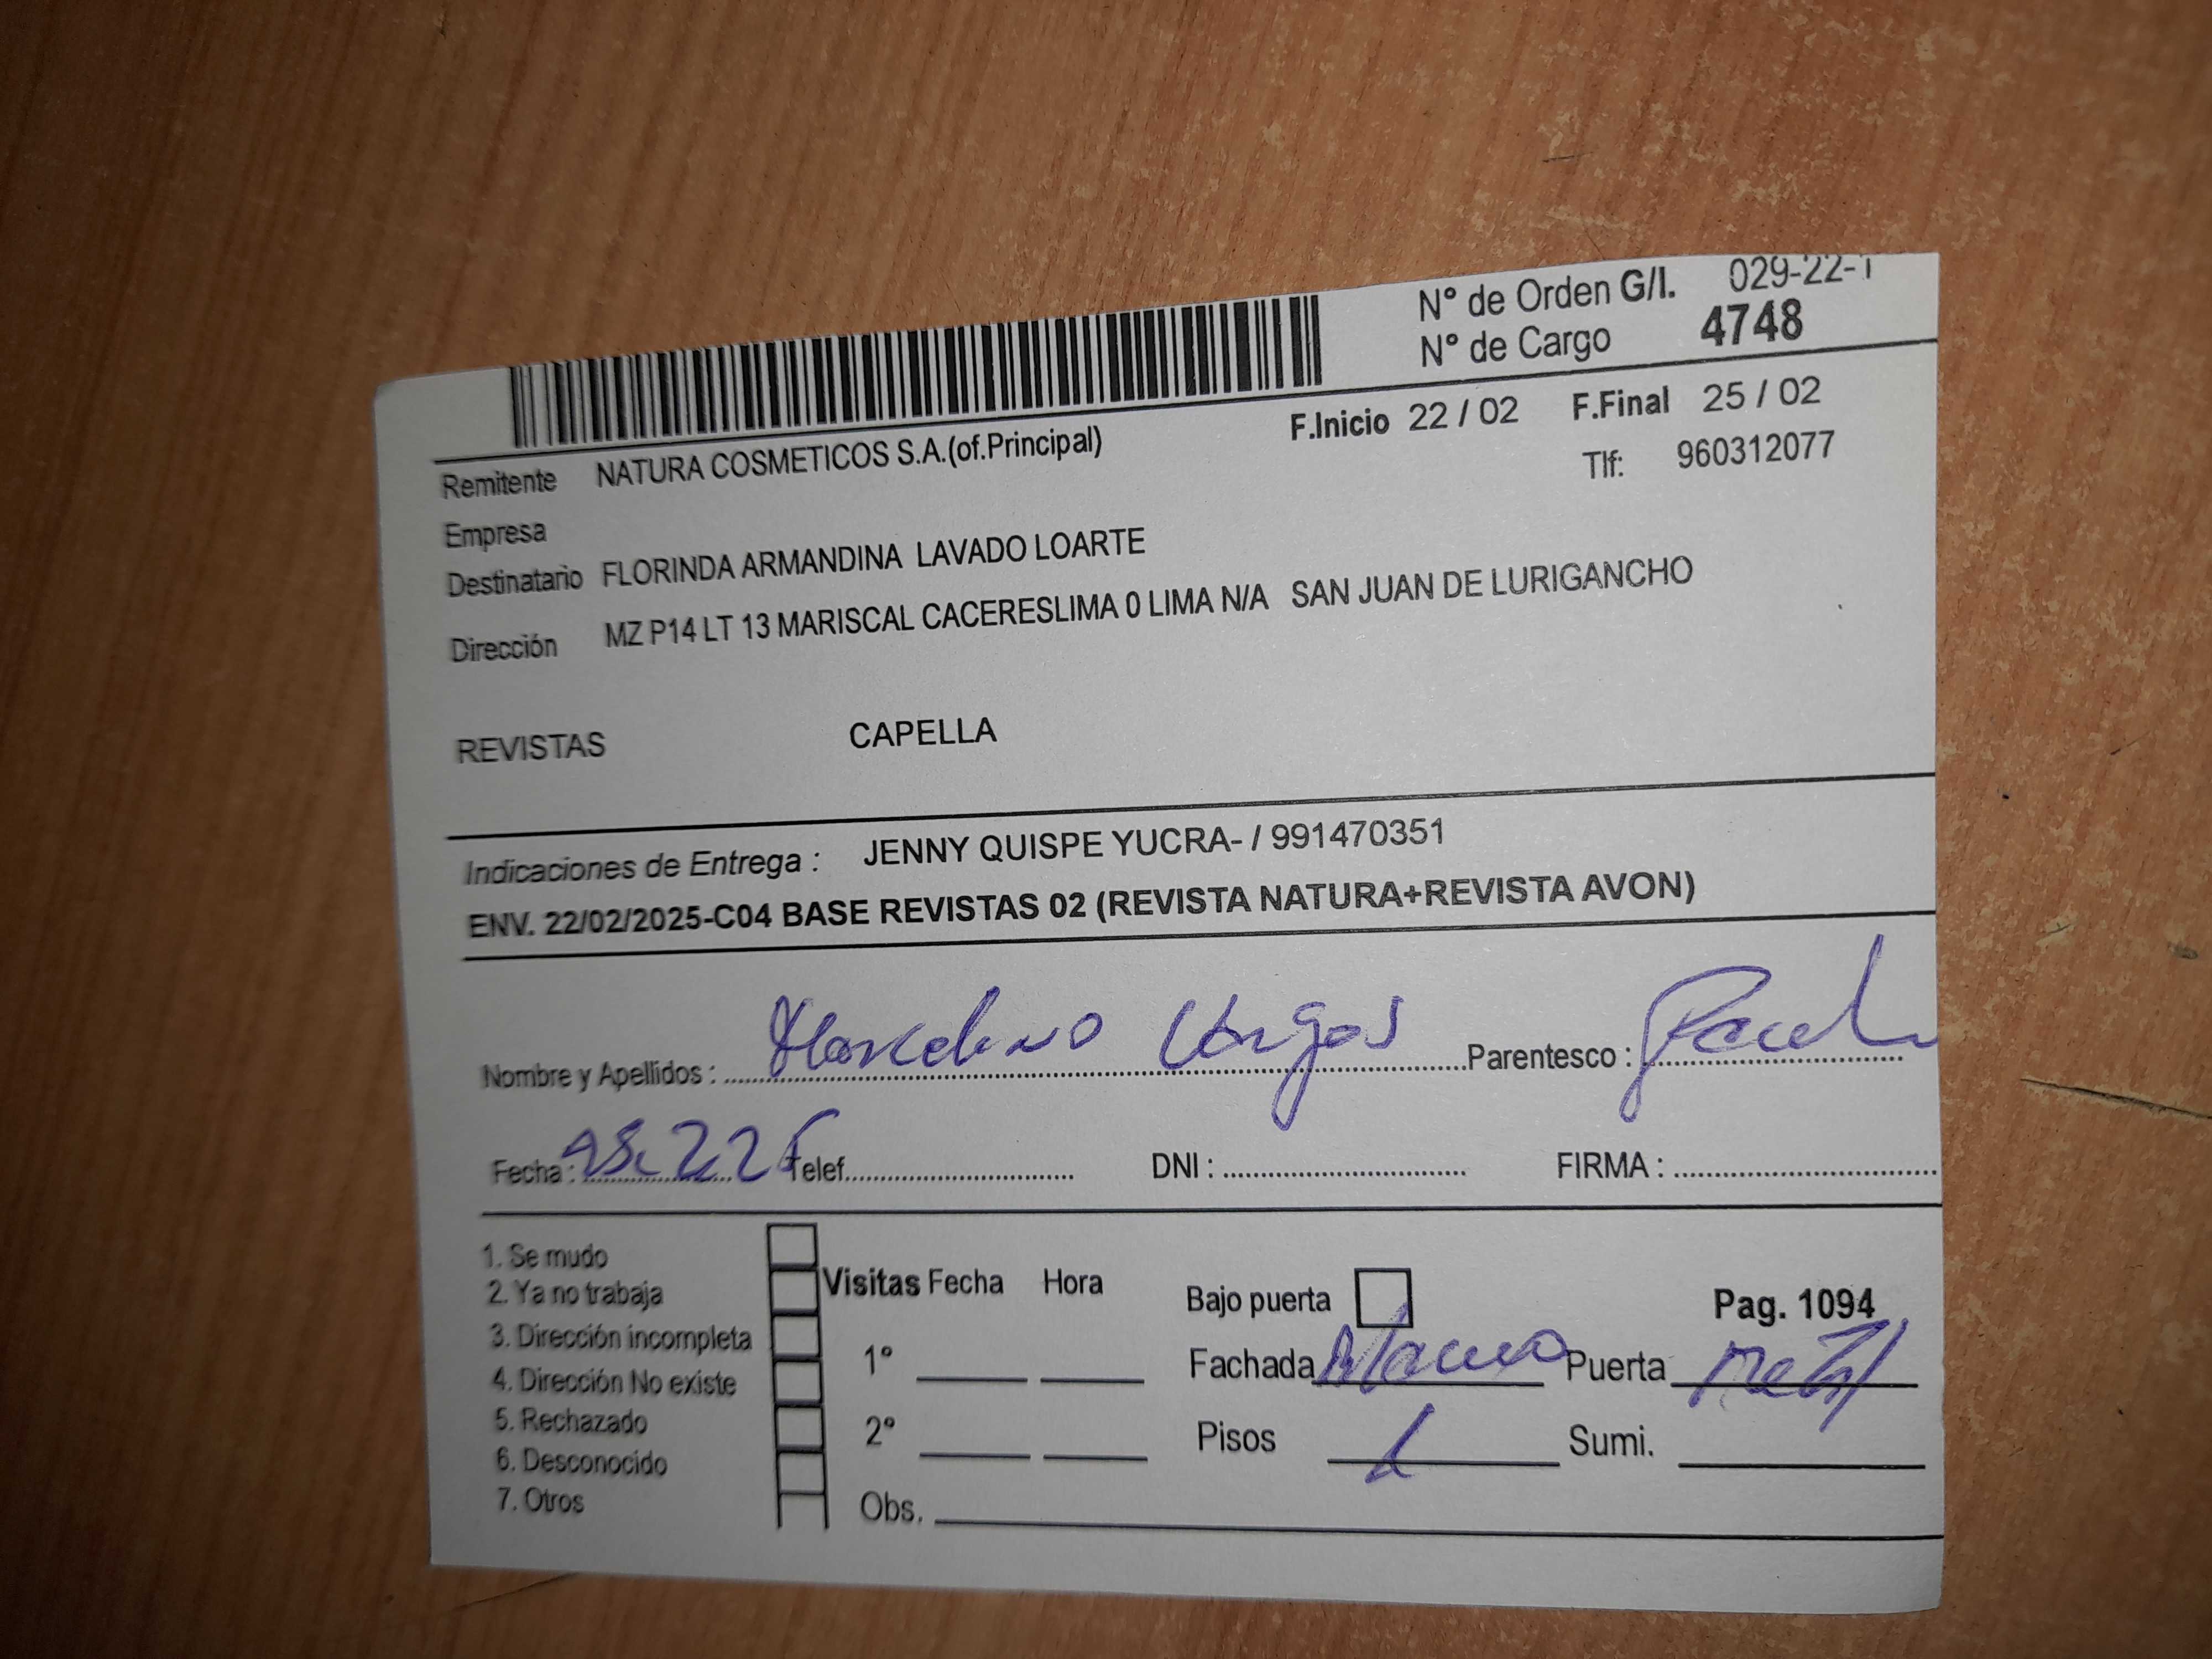 N° de Orden G/I. 029-22-1
N° de Cargo 4748
F.Inicio 22 / 02 F.Final 25 / 02
Remitente NATURA COSMETICOS S.A.(of.Principal) Tlf: 960312077
Empresa
Destinatario FLORINDA ARMANDINA LAVADO LOARTE
Dirección MZ P14 LT 13 MARISCAL CACERESLIMA 0 LIMA N/A SAN JUAN DE LURIGANCHO
REVISTAS CAPELLA
Indicaciones de Entrega : JENNY QUISPE YUCRA- / 991470351
ENV. 22/02/2025-C04 BASE REVISTAS 02 (REVISTA NATURA+REVISTA AVON)
Nombre y Apellidos : Marcelino Vargas Parentesco :
Fecha : Telef. DNI : FIRMA :
1. Se mudo
2. Ya no trabaja
3. Dirección incompleta
4. Dirección No existe
5. Rechazado
6. Desconocido
7. Otros
Visitas Fecha Hora
1°
2°
Obs.
Bajo puerta Pag. 1094
Fachada Blanco Puerta Metal
Pisos 1 Sumi.